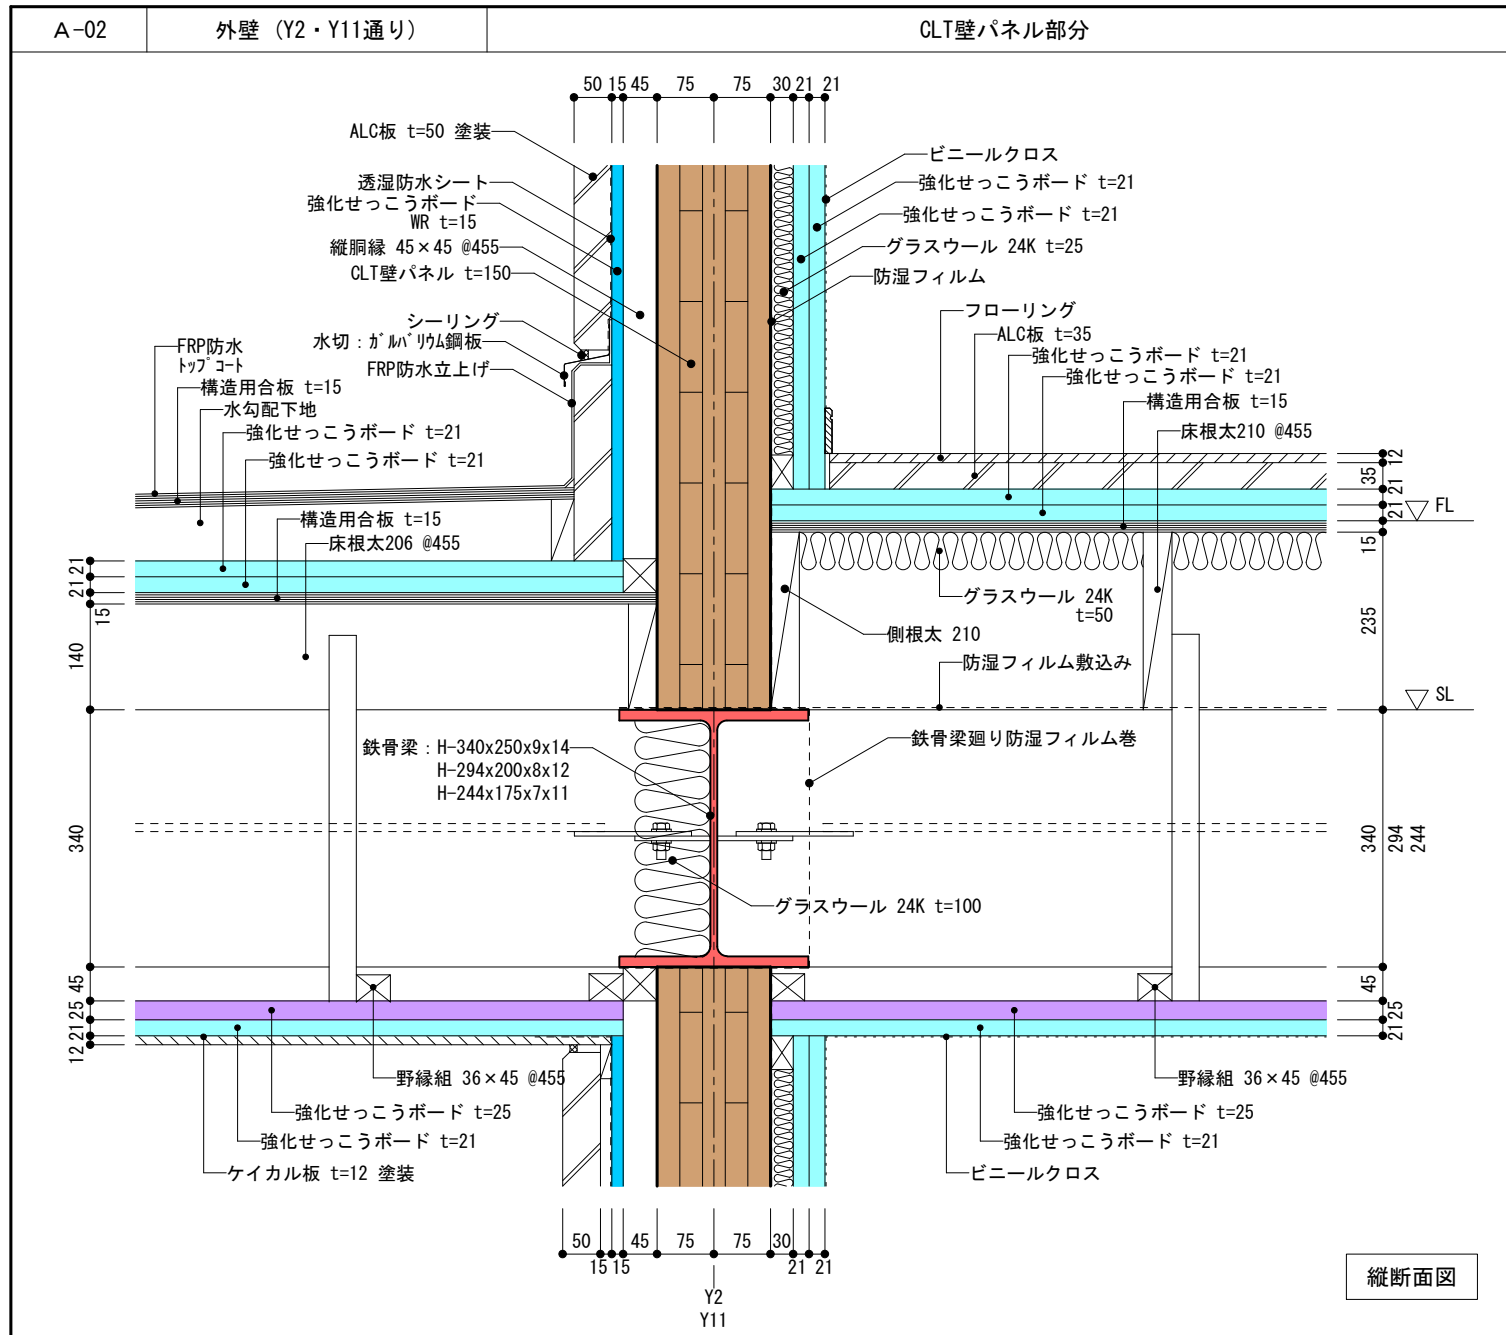 A-02
外壁 (Y2・Y11通り)
CLT壁パネル部分
50 15 45 75 75 30 21 21
ALC板 t=50 塗装
透湿防水シート
強化せっこうボード
WR t=15
縦胴縁 45×45 @455
CLT壁パネル t=150
シーリング
水切：ガルバリウム鋼板
FRP防水立上げ
FRP防水
トップコート
構造用合板 t=15
水勾配下地
強化せっこうボード t=21
強化せっこうボード t=21
構造用合板 t=15
床根太206 @455
ビニールクロス
強化せっこうボード t=21
強化せっこうボード t=21
グラスウール 24K t=25
防湿フィルム
フローリング
ALC板 t=35
強化せっこうボード t=21
強化せっこうボード t=21
構造用合板 t=15
床根太210 @455
12
35
21
21
15
235
FL
SL
21
21
15
140
340
45
25
21
12
グラスウール 24K
t=50
側根太 210
防湿フィルム敷込み
鉄骨梁廻り防湿フィルム巻
鉄骨梁：H-340x250x9x14
H-294x200x8x12
H-244x175x7x11
グラスウール 24K t=100
340
294
244
45
25
21
野縁組 36×45 @455
強化せっこうボード t=25
強化せっこうボード t=21
ケイカル板 t=12 塗装
野縁組 36×45 @455
強化せっこうボード t=25
強化せっこうボード t=21
ビニールクロス
50 15 15 45 75 75 30 21 21
Y2
Y11
縦断面図